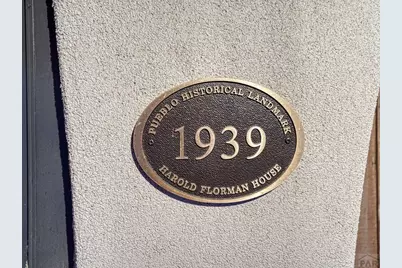 PUEBLO HISTORICAL LANDMARK
1939
HAROLD FLORMAN HOUSE